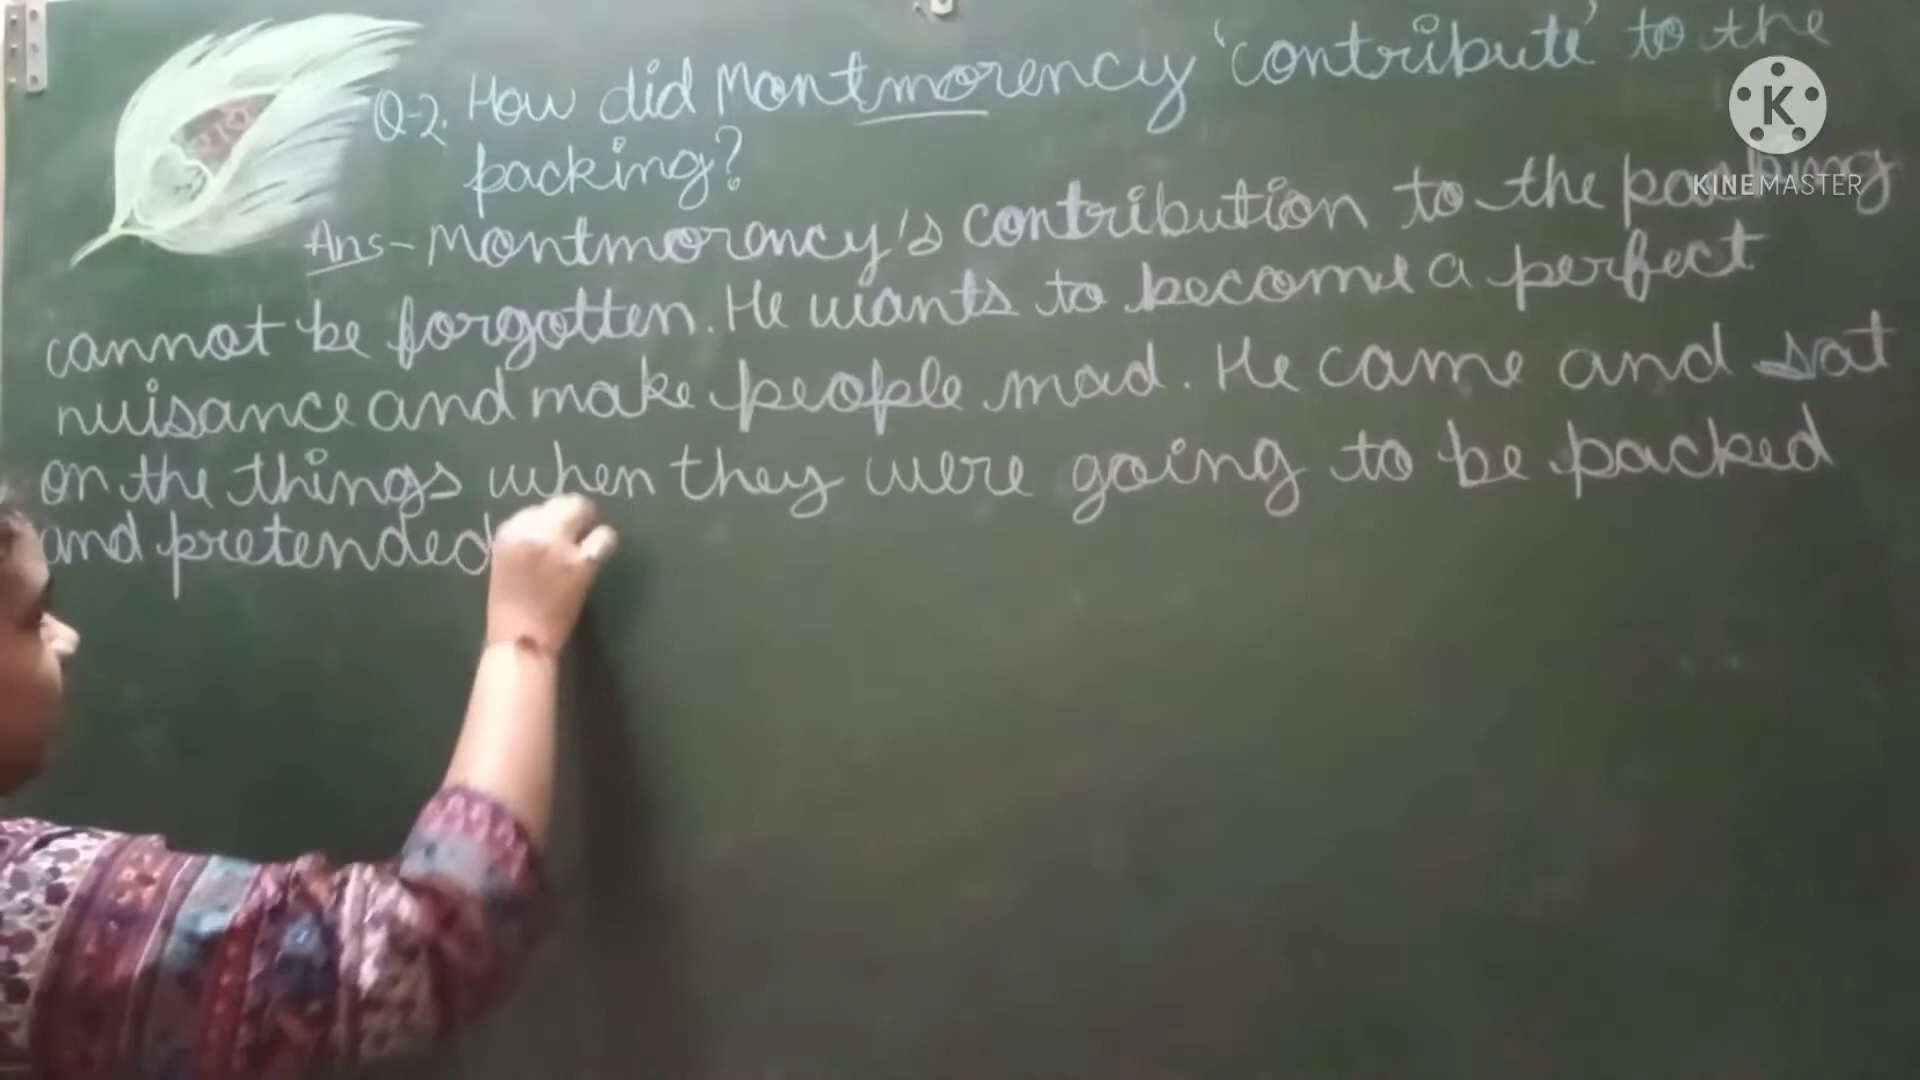 Q-2. How did Montmorency 'contribute' to the
packing?
Ans- Montmorency's contribution to the packing
cannot be forgotten. He wants to become a perfect
nuisance and make people mad. He came and sat
on the things when they were going to be packed
and pretended
KINEMASTER